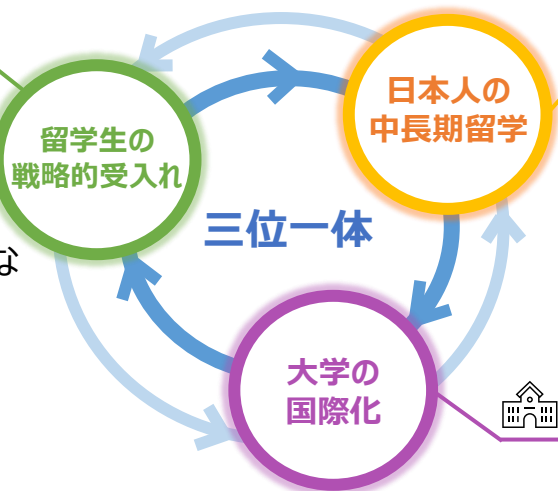 日本人の
中長期留学
留学生の
戦略的受入れ
三位一体
な
大学の
国際化